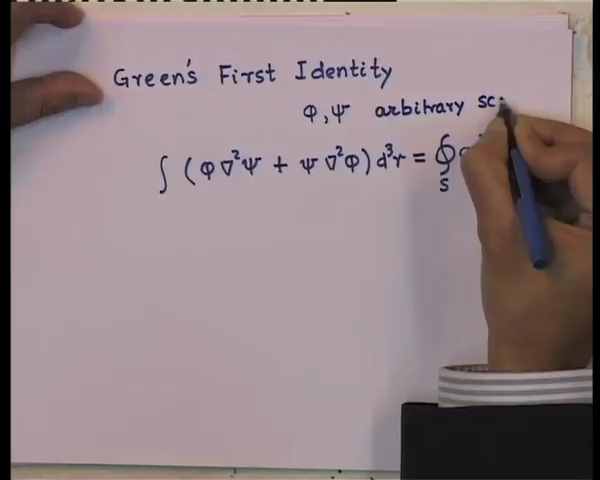 Green's First Identity
φ, ψ arbitrary sc
∫ (φ ∇²ψ + ψ ∇²φ) d³r = ∮
S